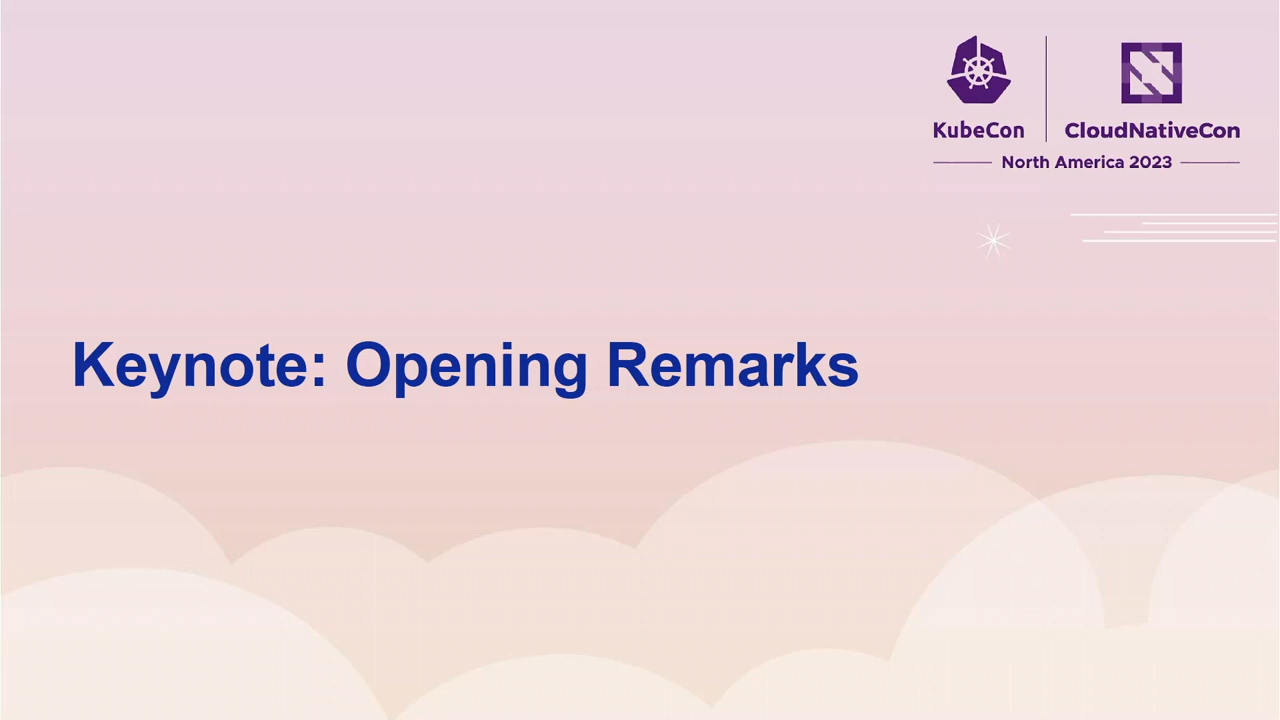 KubeCon
CloudNativeCon
North America 2023
Keynote: Opening Remarks